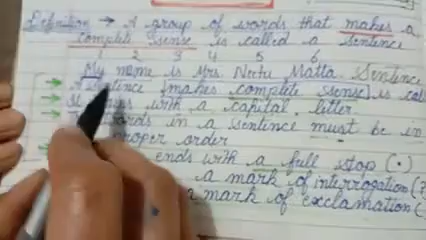 Definition → A group of words that makes a
complete sense is called a sentence
1 2 3 4 5 6
My name is Mrs. Neetu Matta. Sentence
A sentence [makes complete sense] is call
with a capital letter
words in a sentence must be in
proper order
ends with a full stop (.)
a mark of interrogation (?
a mark of exclamation (